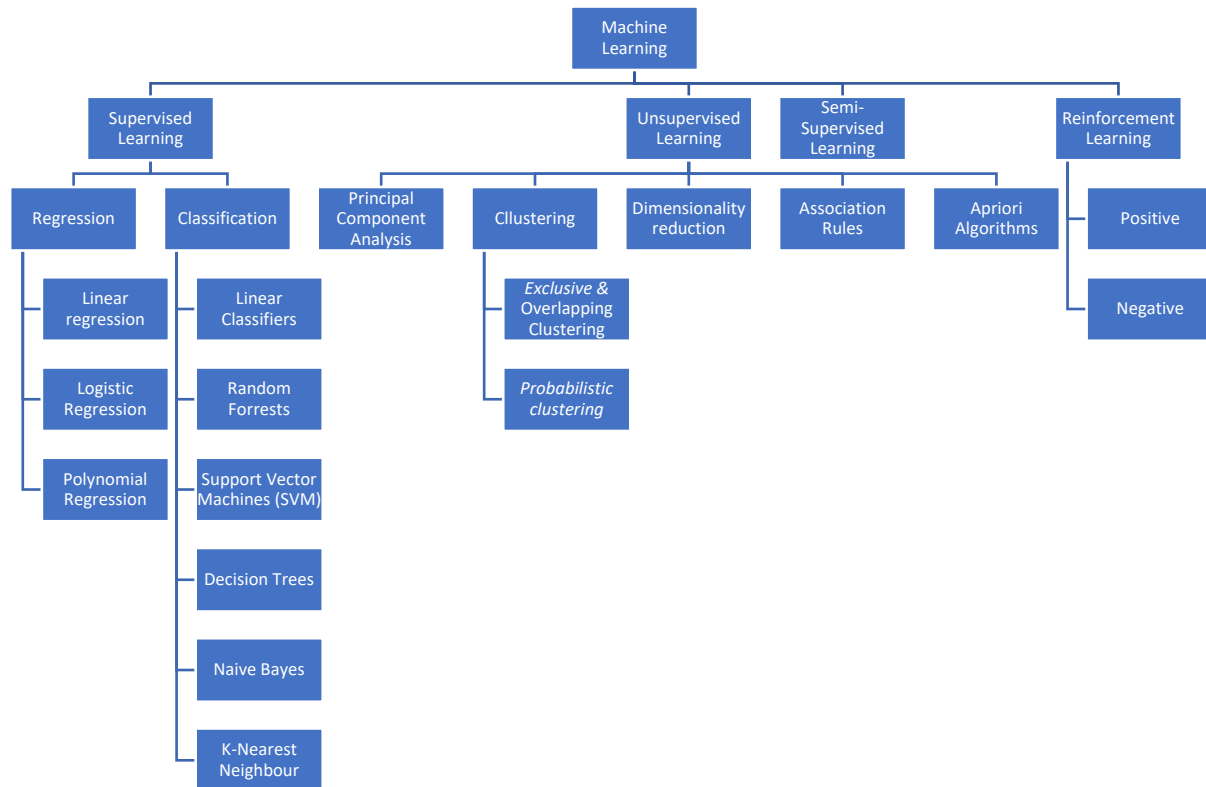 Machine
Learning
Supervised
Learning
Unsupervised
Learning
Semi-
Supervised
Learning
Reinforcement
Learning
Regression
Classification
Principal
Component
Analysis
Cllustering
Dimensionality
reduction
Association
Rules
Apriori
Algorithms
Positive
Linear
regression
Linear
Classifiers
Exclusive &
Overlapping
Clustering
Negative
Logistic
Regression
Random
Forrests
Probabilistic
clustering
Polynomial
Regression
Support Vector
Machines (SVM)
Decision Trees
Naive Bayes
K-Nearest
Neighbour